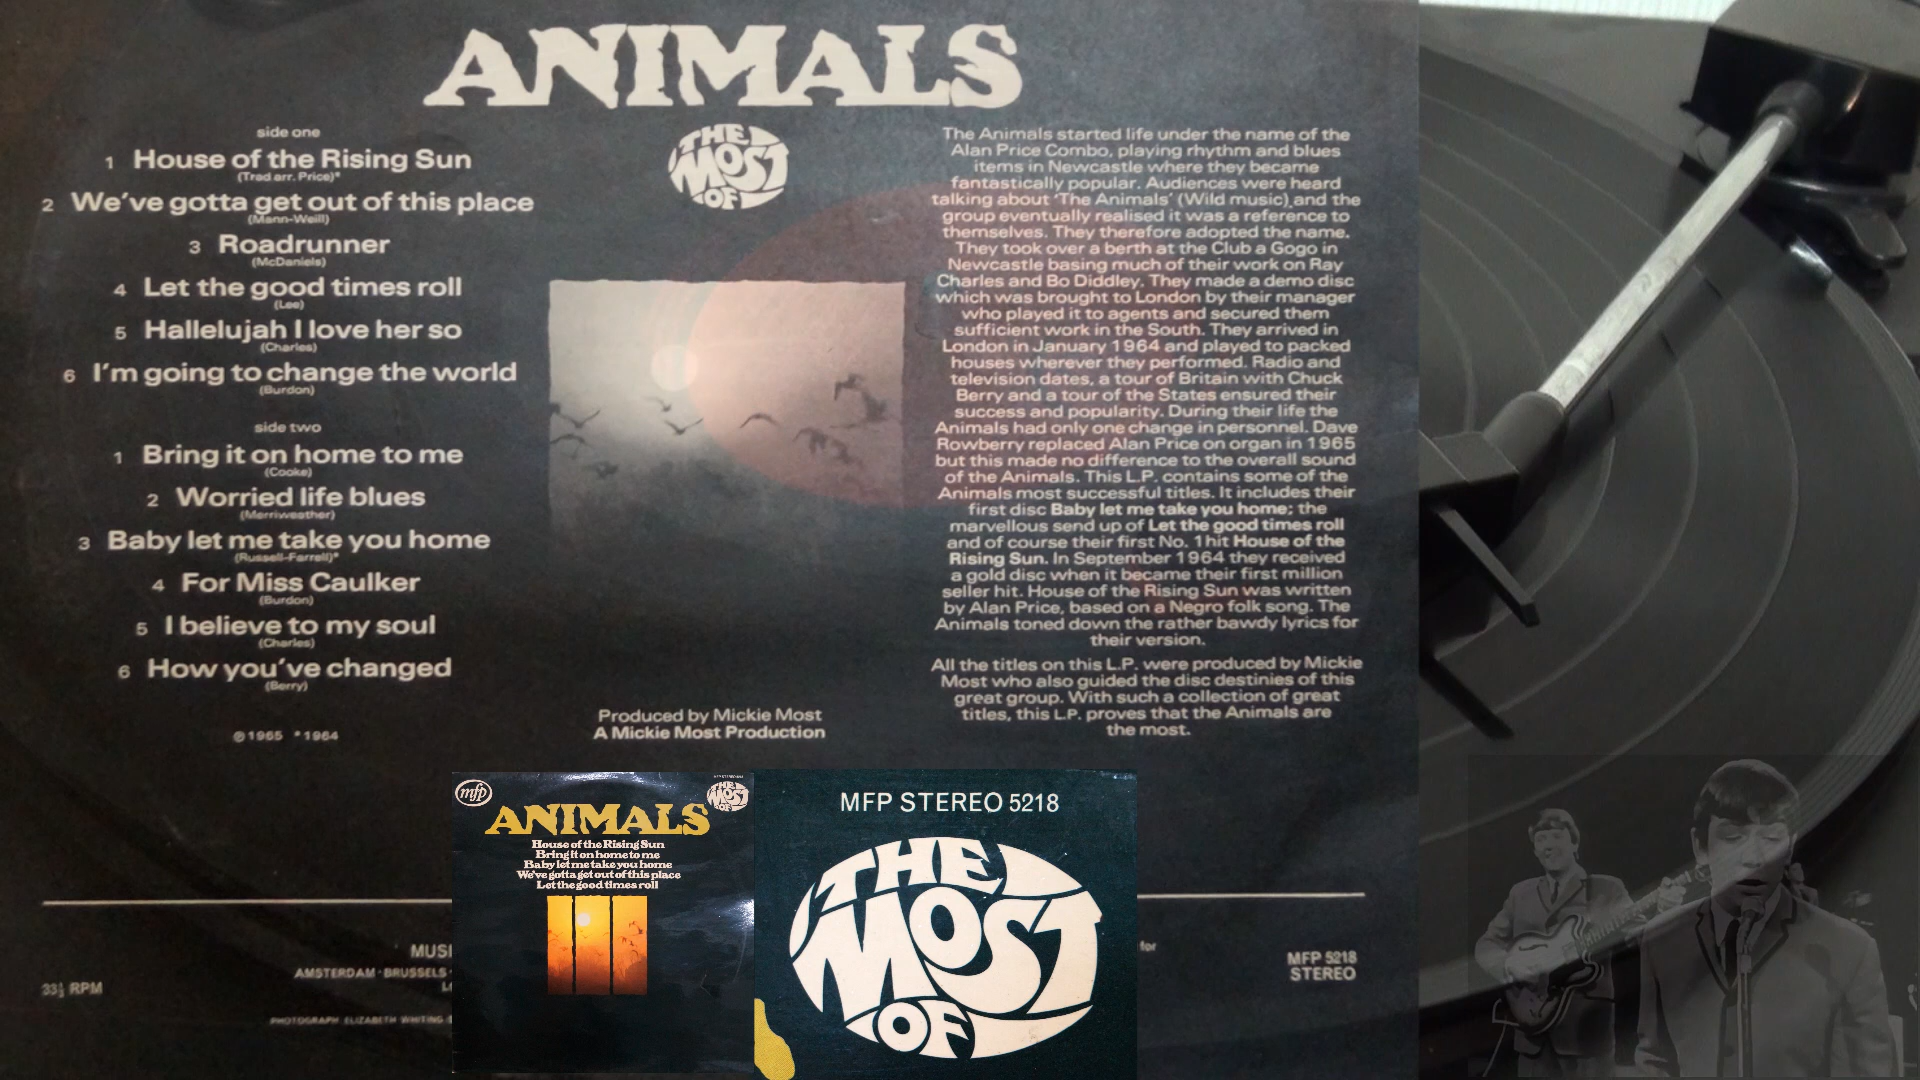 ANIMALS
side one
1 House of the Rising Sun
(Trad arr. Price)*
2 We've gotta get out of this place
(Mann-Weill)
3 Roadrunner
(McDaniels)
4 Let the good times roll
(Lee)
5 Hallelujah I love her so
(Charles)
6 I'm going to change the world
(Burdon)
side two
1 Bring it on home to me
(Cooke)
2 Worried life blues
(Merriweather)
3 Baby let me take you home
(Russell-Farrell)*
4 For Miss Caulker
(Burdon)
5 I believe to my soul
(Charles)
6 How you've changed
(Berry)
℗1965 *1964
THE
MOST
OF
Produced by Mickie Most
A Mickie Most Production
The Animals started life under the name of the
Alan Price Combo, playing rhythm and blues
items in Newcastle where they became
fantastically popular. Audiences were heard
talking about 'The Animals' (Wild music) and the
group eventually realised it was a reference to
themselves. They therefore adopted the name.
They took over a berth at the Club a Gogo in
Newcastle basing much of their work on Ray
Charles and Bo Diddley. They made a demo disc
which was brought to London by their manager
who played it to agents and secured them
sufficient work in the South. They arrived in
London in January 1964 and played to packed
houses wherever they performed. Radio and
television dates, a tour of Britain with Chuck
Berry and a tour of the States ensured their
success and popularity. During their life the
Animals had only one change in personnel. Dave
Rowberry replaced Alan Price on organ in 1965
but this made no difference to the overall sound
of the Animals. This L.P. contains some of the
Animals most successful titles. It includes their
first disc Baby let me take you home; the
marvellous send up of Let the good times roll
and of course their first No. 1 hit House of the
Rising Sun. In September 1964 they received
a gold disc when it became their first million
seller hit. House of the Rising Sun was written
by Alan Price, based on a Negro folk song. The
Animals toned down the rather bawdy lyrics for
their version.
All the titles on this L.P. were produced by Mickie
Most who also guided the disc destinies of this
great group. With such a collection of great
titles, this L.P. proves that the Animals are
the most.
mfp
THE
MOST
OF
ANIMALS
House of the Rising Sun
Bring it on home to me
Baby let me take you home
We've gotta get out of this place
Let the good times roll
MFP STEREO 5218
THE
MOST
OF
33⅓ RPM
MUSI
AMSTERDAM · BRUSSELS ·
PHOTOGRAPH ELIZABETH WHITING
for
MFP 5218
STEREO